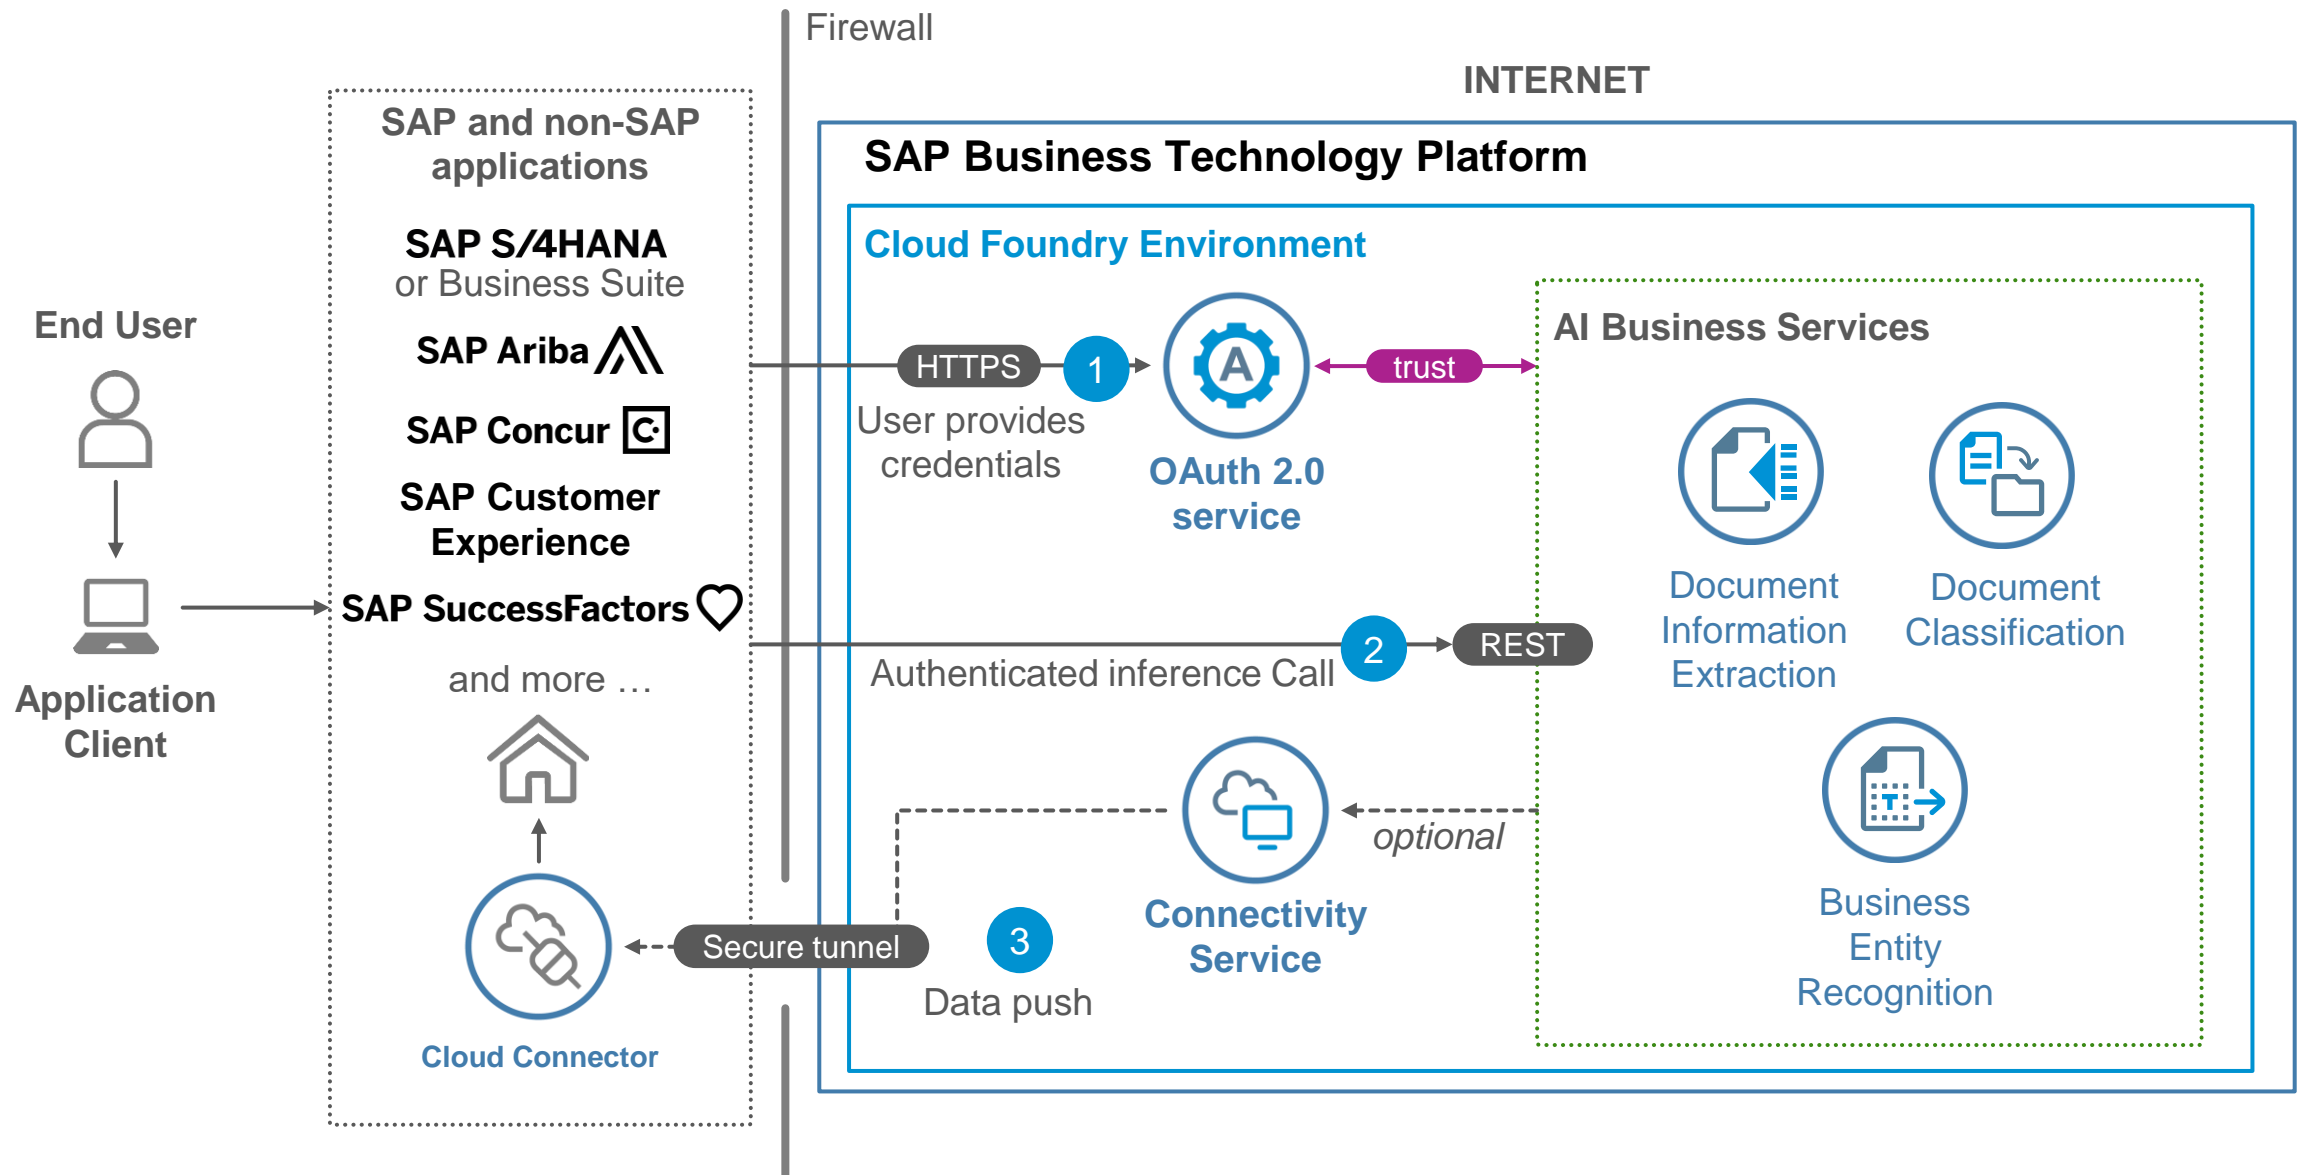 Firewall
INTERNET
SAP and non-SAP
applications
SAP S/4HANA
or Business Suite
SAP Ariba
SAP Concur
C
SAP Customer
Experience
SAP SuccessFactors
and more …
Cloud Connector
End User
Application
Client
SAP Business Technology Platform
Cloud Foundry Environment
HTTPS
1
User provides
credentials
A
OAuth 2.0
service
trust
AI Business Services
Document
Information
Extraction
Document
Classification
T
Business
Entity
Recognition
2
REST
Authenticated inference Call
optional
Connectivity
Service
Secure tunnel
3
Data push